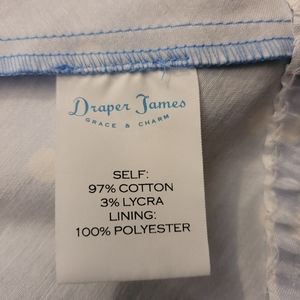 Draper James
GRACE & CHARM
SELF:
97% COTTON
3% LYCRA
LINING:
100% POLYESTER